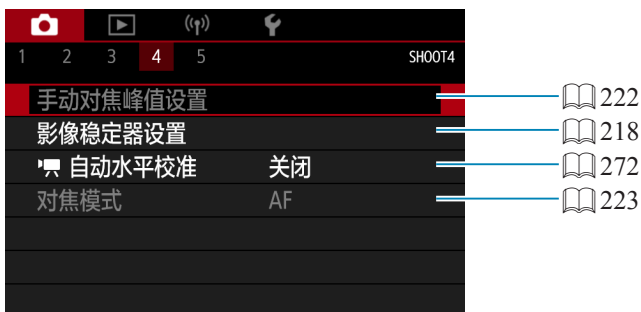 1 2 3 4 5 SHOOT4
手动对焦峰值设置 222
影像稳定器设置 218
自动水平校准 关闭 272
对焦模式 AF 223